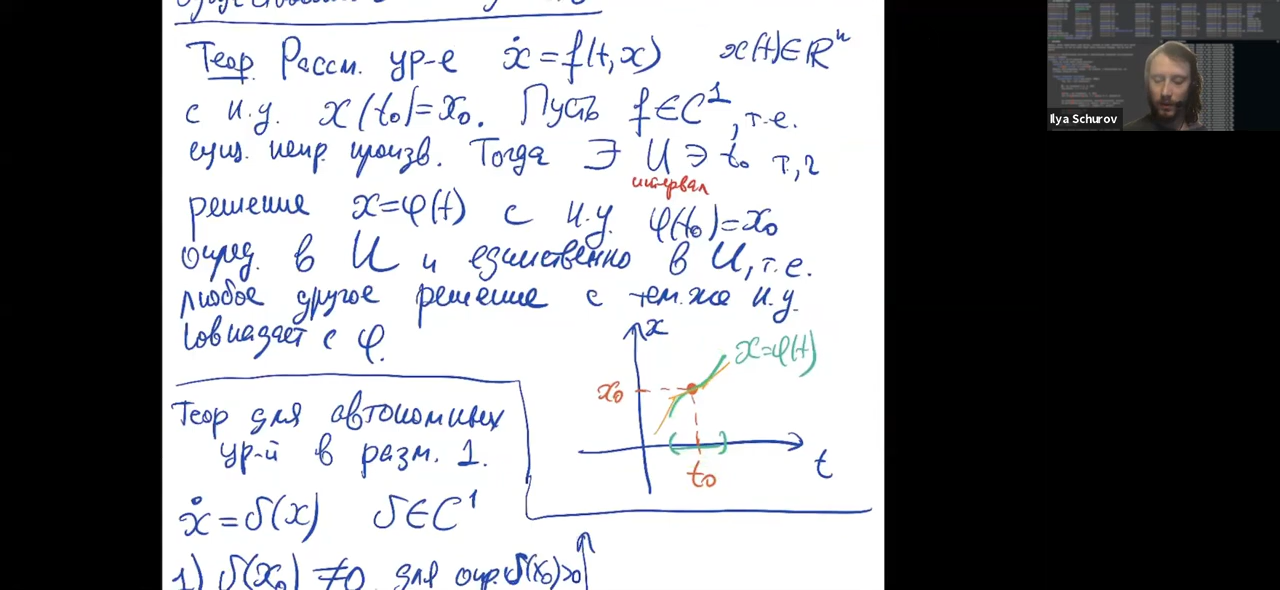 Теор. Рассм. ур-е ẋ = f(t,x) x(t)∈ℝⁿ
с н.у. x(t₀)=x₀. Пусть f∈C¹, т.е.
сущ. непр. произв. Тогда ∃ U∋t₀ т.ч
интервал
решение x=φ(t) с н.у. φ(t₀)=x₀
опред. в U и единственно в U, т.е.
любое другое решение с тем же н.у.
совпадает с φ.
x
x=φ(t)
x₀
t₀
t
Теор для автономных
ур-й в разм. 1.
ẋ = f(x) f∈C¹
1) f(x₀)≠0 для опр. f(x₀)>0
Ilya Schurov